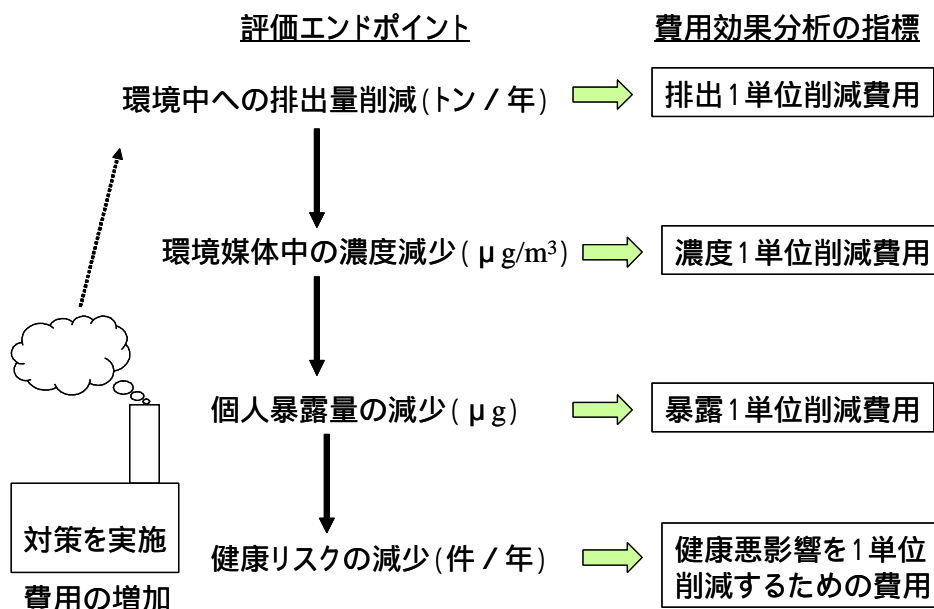 評価エンドポイント
費用効果分析の指標
環境中への排出量削減(トン/年)
排出1単位削減費用
環境媒体中の濃度減少(μg/m³)
濃度1単位削減費用
個人暴露量の減少(μg)
暴露1単位削減費用
対策を実施
健康リスクの減少(件/年)
健康悪影響を1単位
削減するための費用
費用の増加